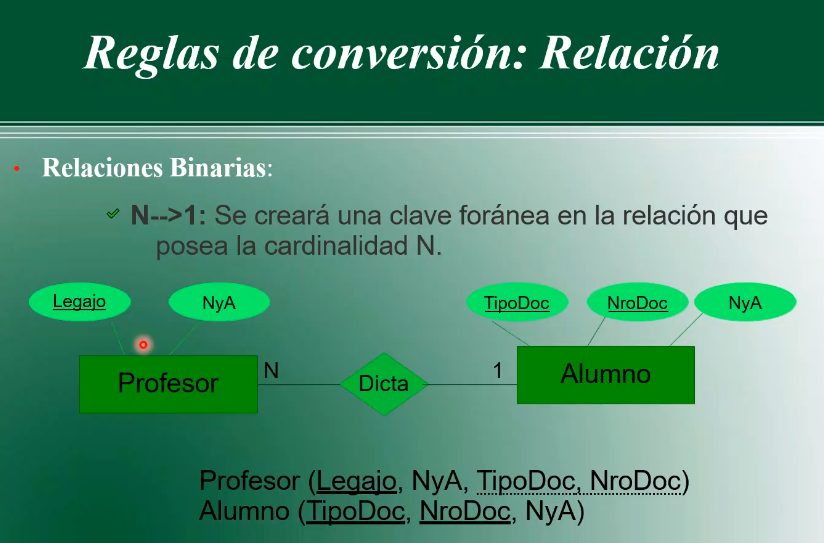 Reglas de conversión: Relación
Relaciones Binarias:
N-->1: Se creará una clave foránea en la relación que
posea la cardinalidad N.
Legajo
NyA
TipoDoc
NroDoc
NyA
Profesor
N
Dicta
1
Alumno
Profesor (Legajo, NyA, TipoDoc, NroDoc)
Alumno (TipoDoc, NroDoc, NyA)